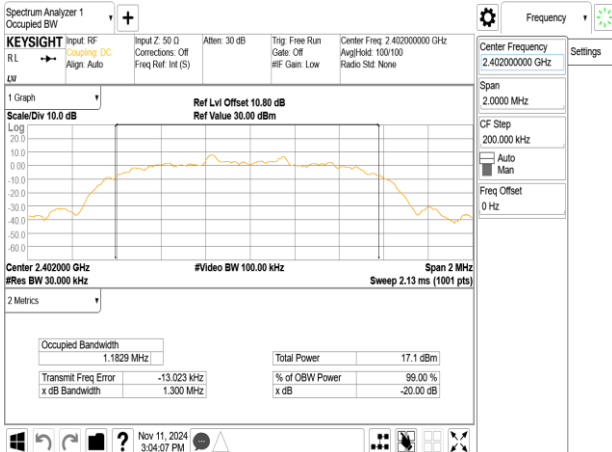 Spectrum Analyzer 1
Occupied BW
Frequency
KEYSIGHT
RL
LXI
Input: RF
Coupling: DC
Align: Auto
Input Z: 50 Ω
Corrections: Off
Freq Ref: Int (S)
Atten: 30 dB
Trig: Free Run
Gate: Off
#IF Gain: Low
Center Freq: 2.402000000 GHz
Avg|Hold: 100/100
Radio Std: None
Center Frequency
2.402000000 GHz
Settings
Span
2.0000 MHz
CF Step
200.000 kHz
Auto
Man
Freq Offset
0 Hz
1 Graph
Scale/Div 10.0 dB
Ref Lvl Offset 10.80 dB
Ref Value 30.00 dBm
Log
20.0
10.0
0.00
-10.0
-20.0
-30.0
-40.0
-50.0
-60.0
Center 2.402000 GHz
#Video BW 100.00 kHz
Span 2 MHz
#Res BW 30.000 kHz
Sweep 2.13 ms (1001 pts)
2 Metrics
Occupied Bandwidth
1.1829 MHz
Total Power 17.1 dBm
Transmit Freq Error -13.023 kHz
% of OBW Power 99.00 %
x dB Bandwidth 1.300 MHz
x dB -20.00 dB
?
Nov 11, 2024
3:04:07 PM